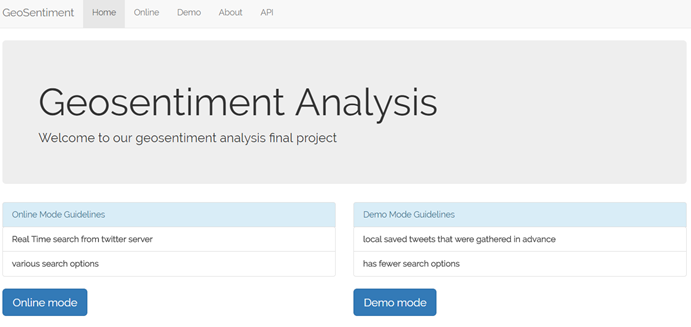 GeoSentiment Home Online Demo About API
Geosentiment Analysis
Welcome to our geosentiment analysis final project
Online Mode Guidelines
Real Time search from twitter server
various search options
Online mode
Demo Mode Guidelines
local saved tweets that were gathered in advance
has fewer search options
Demo mode